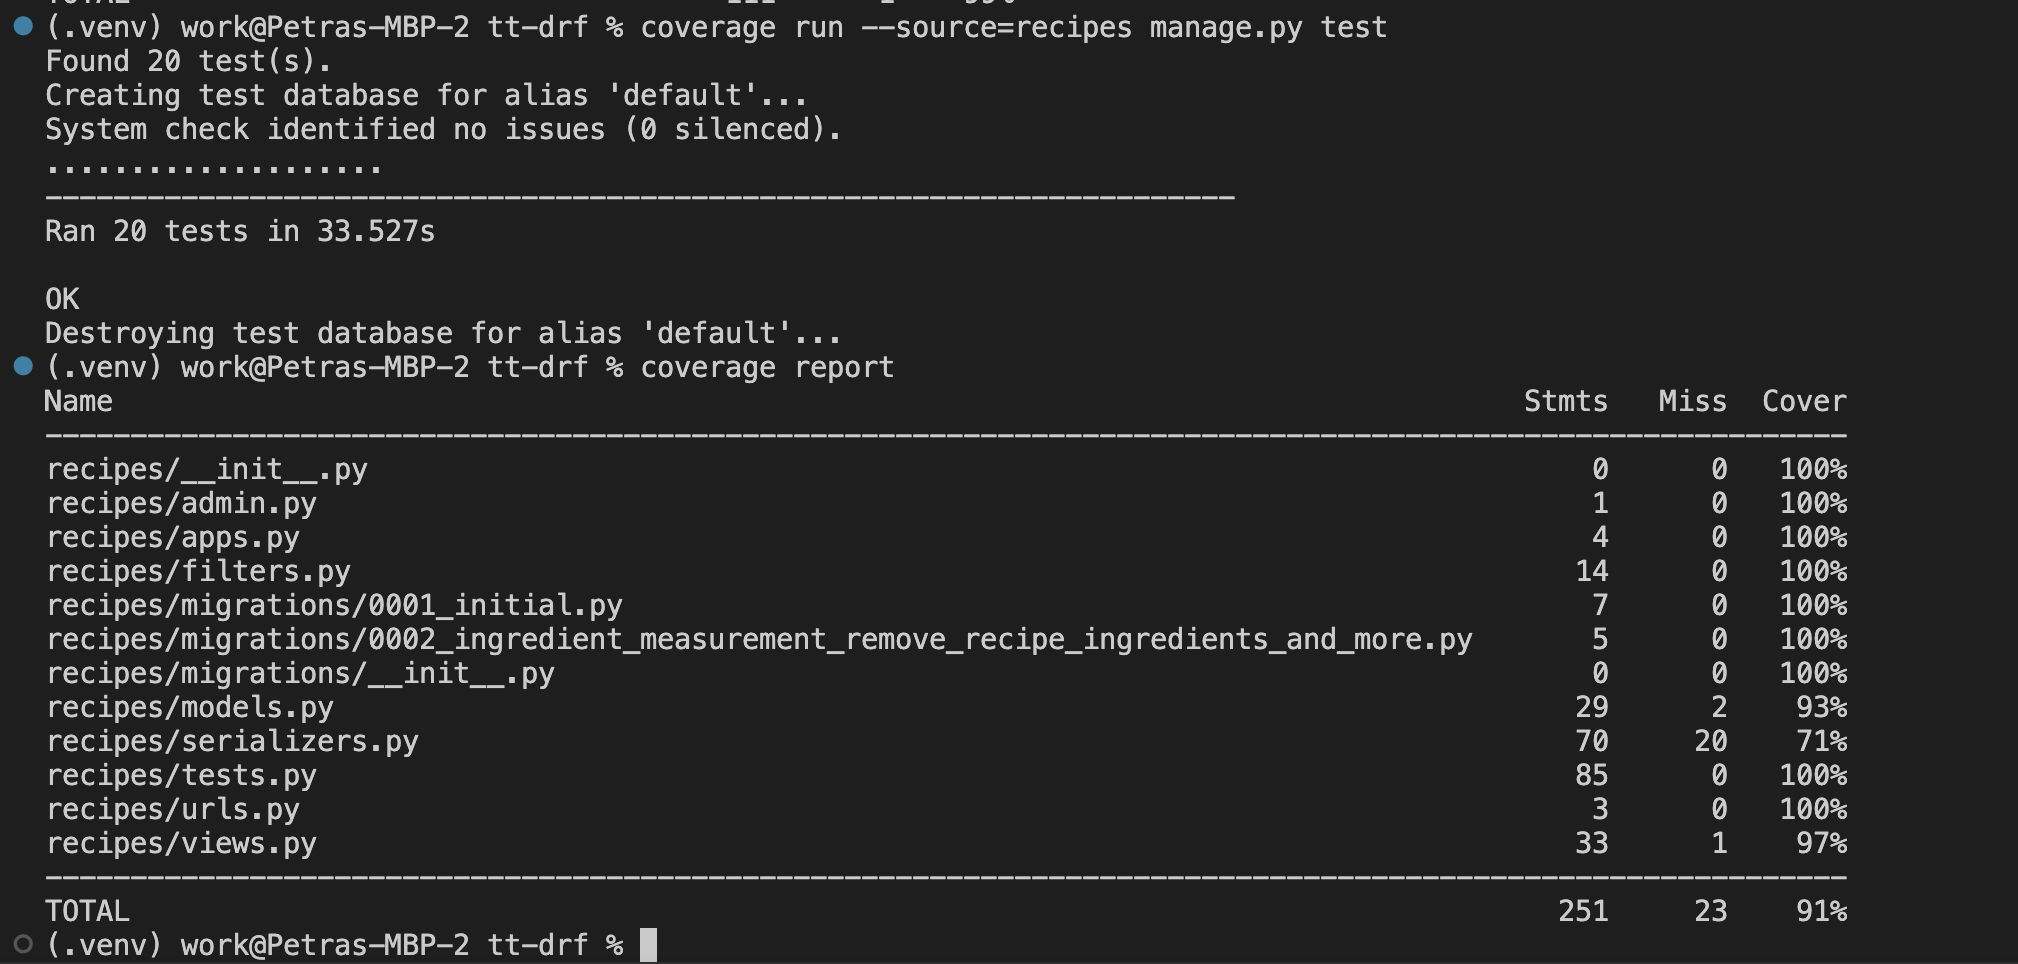 (.venv) work@Petras-MBP-2 tt-drf % coverage run --source=recipes manage.py test
Found 20 test(s).
Creating test database for alias 'default'...
System check identified no issues (0 silenced).
....................
----------------------------------------------------------------------
Ran 20 tests in 33.527s
OK
Destroying test database for alias 'default'...
(.venv) work@Petras-MBP-2 tt-drf % coverage report
Name Stmts Miss Cover
----------------------------------------------------------------------------------------------------------
recipes/__init__.py 0 0 100%
recipes/admin.py 1 0 100%
recipes/apps.py 4 0 100%
recipes/filters.py 14 0 100%
recipes/migrations/0001_initial.py 7 0 100%
recipes/migrations/0002_ingredient_measurement_remove_recipe_ingredients_and_more.py 5 0 100%
recipes/migrations/__init__.py 0 0 100%
recipes/models.py 29 2 93%
recipes/serializers.py 70 20 71%
recipes/tests.py 85 0 100%
recipes/urls.py 3 0 100%
recipes/views.py 33 1 97%
----------------------------------------------------------------------------------------------------------
TOTAL 251 23 91%
(.venv) work@Petras-MBP-2 tt-drf %